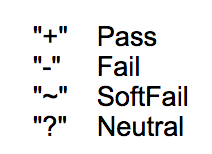 "+" Pass
"-" Fail
"~" SoftFail
"?" Neutral